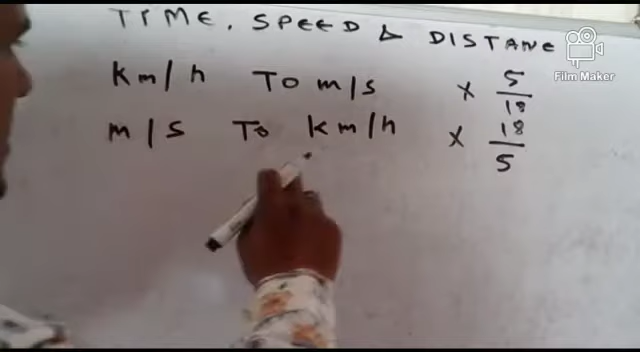 TIME, SPEED & DISTANE
km/h TO m/s × 5/18
m/s TO km/h × 18/5
Film Maker